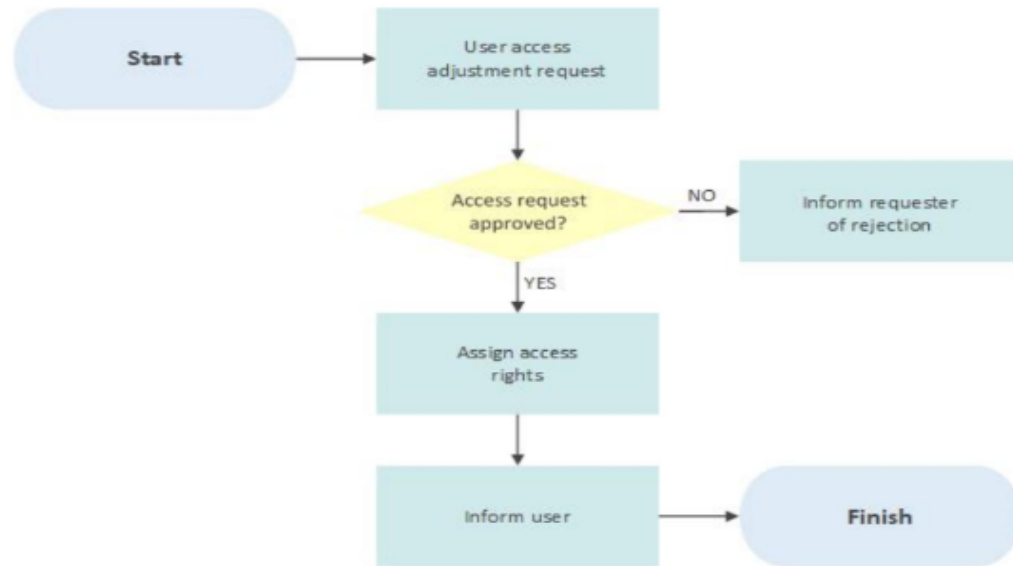 Start
User access
adjustment request
Access request
approved?
NO
Inform requester
of rejection
YES
Assign access
rights
Inform user
Finish